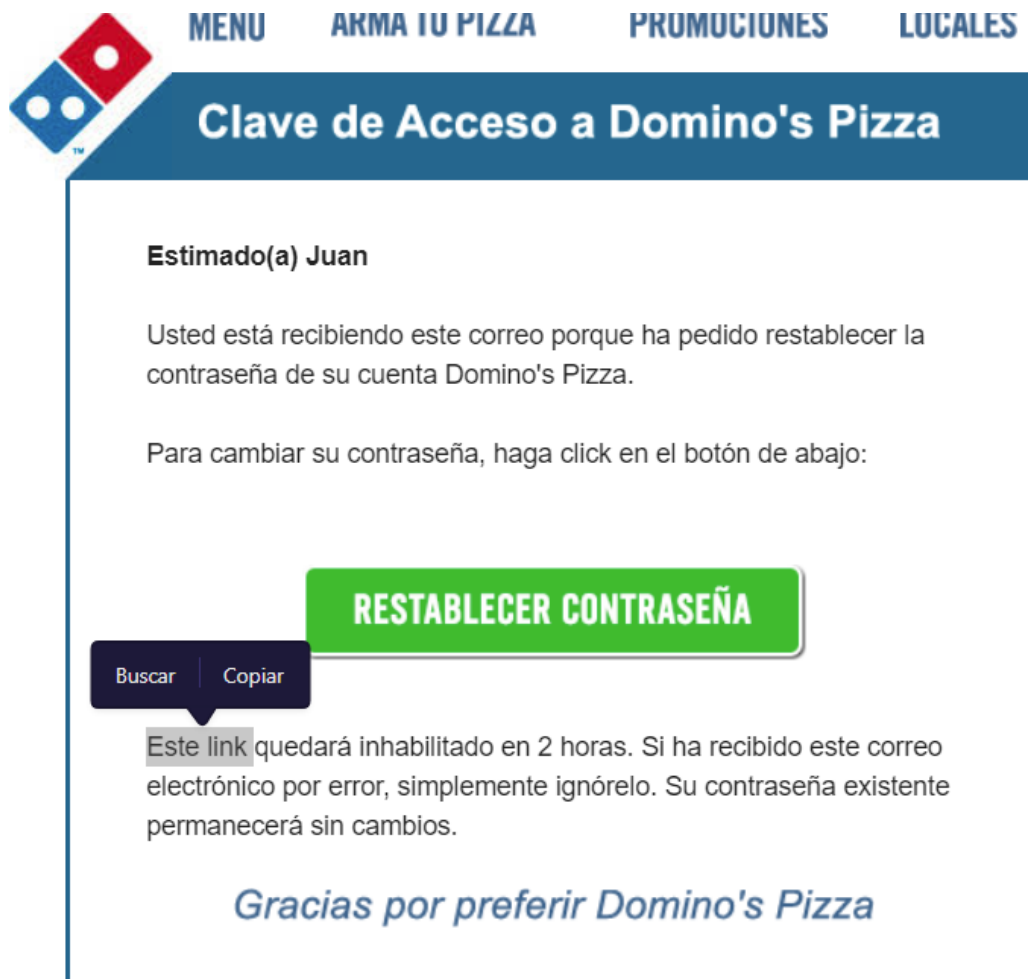 MENU ARMA TU PIZZA PROMOCIONES LOCALES
Clave de Acceso a Domino's Pizza
TM
Estimado(a) Juan
Usted está recibiendo este correo porque ha pedido restablecer la
contraseña de su cuenta Domino's Pizza.
Para cambiar su contraseña, haga click en el botón de abajo:
RESTABLECER CONTRASEÑA
Buscar Copiar
Este link quedará inhabilitado en 2 horas. Si ha recibido este correo
electrónico por error, simplemente ignórelo. Su contraseña existente
permanecerá sin cambios.
Gracias por preferir Domino's Pizza